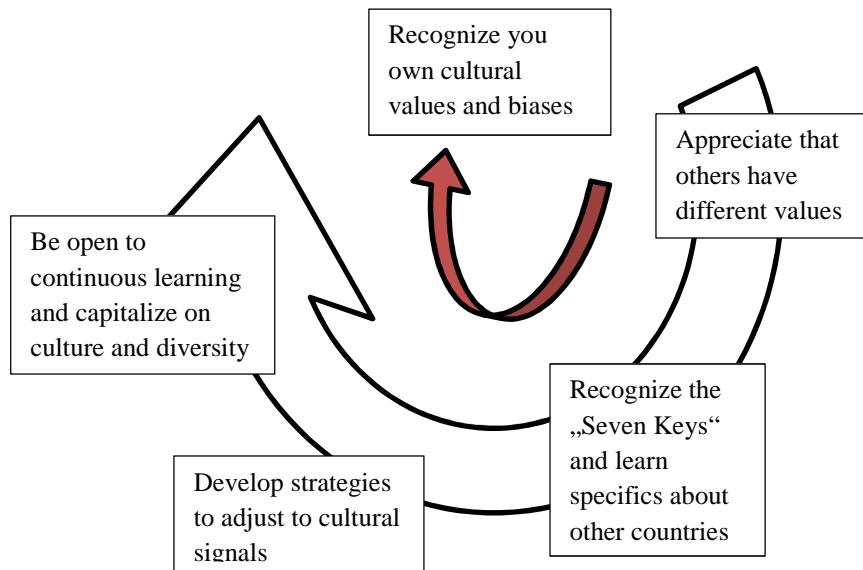 Recognize you
own cultural
values and biases
Appreciate that
others have
different values
Recognize the
„Seven Keys“
and learn
specifics about
other countries
Develop strategies
to adjust to cultural
signals
Be open to
continuous learning
and capitalize on
culture and diversity